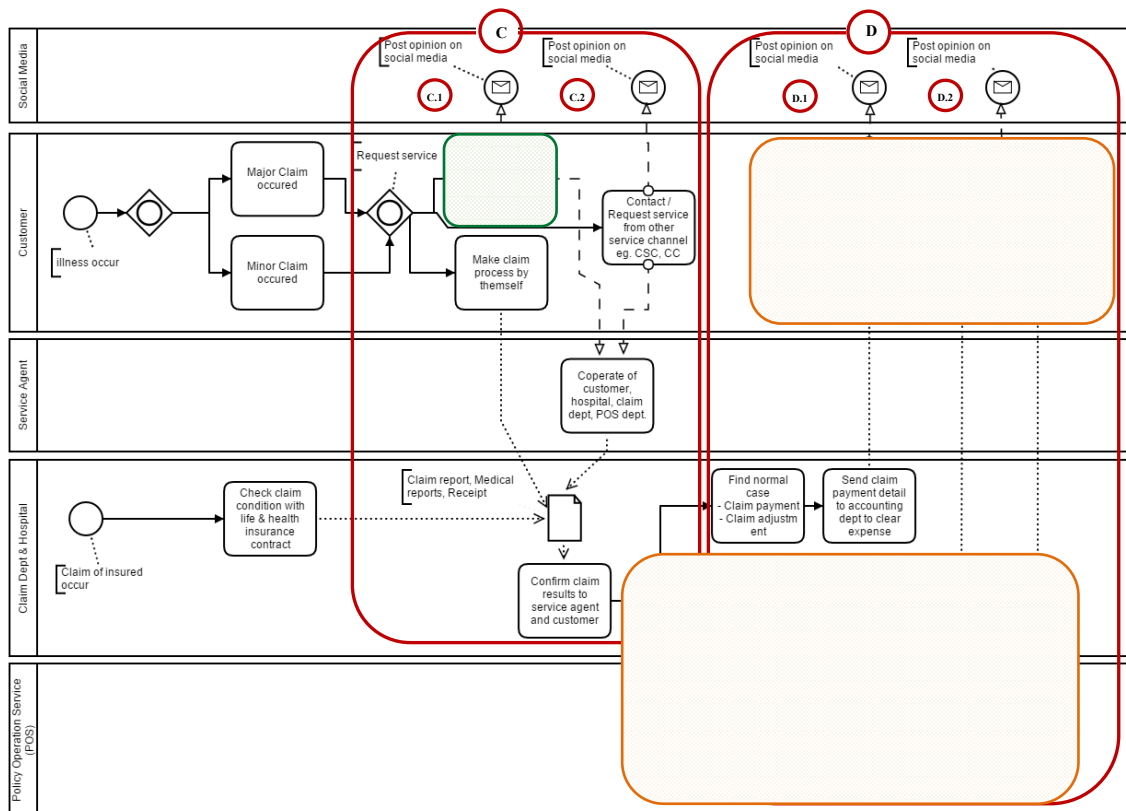 C
D
Social Media
Post opinion on
social media
Post opinion on
social media
Post opinion on
social media
Post opinion on
social media
C.1
C.2
D.1
D.2
Customer
illness occur
Major Claim
occured
Minor Claim
occured
Request service
Make claim
process by
themself
Contact /
Request service
from other
service channel
eg. CSC, CC
Service Agent
Coperate of
customer,
hospital, claim
dept, POS dept.
Claim Dept & Hospital
Claim of insured
occur
Check claim
condition with
life & health
insurance
contract
Claim report, Medical
reports, Receipt
Confirm claim
results to
service agent
and customer
Find normal
case
- Claim payment
- Claim adjustm
ent
Send claim
payment detail
to accounting
dept to clear
expense
Policy Operation Service
(POS)